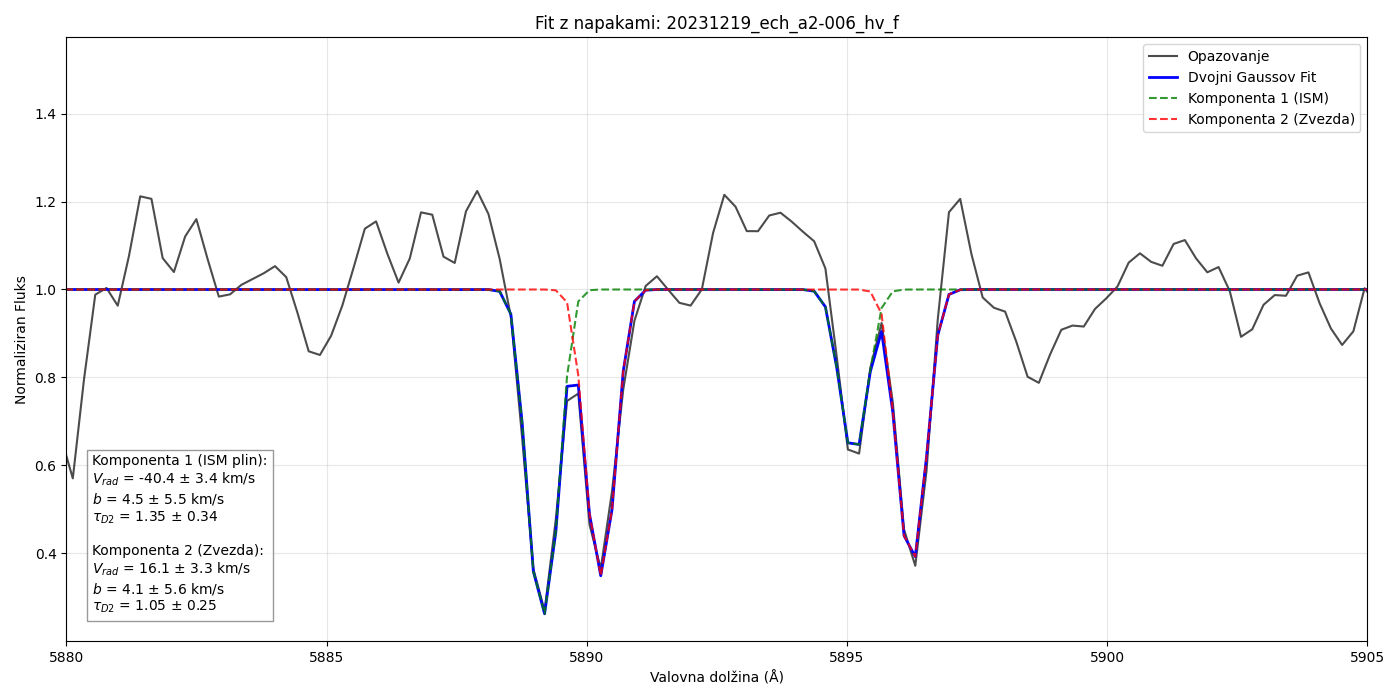 Fit z napakami: 20231219_ech_a2-006_hv_f
Normaliziran Fluks
1.4
1.2
1.0
0.8
0.6
0.4
Opazovanje
Dvojni Gaussov Fit
Komponenta 1 (ISM)
Komponenta 2 (Zvezda)
Komponenta 1 (ISM plin):
V_rad = -40.4 ± 3.4 km/s
b = 4.5 ± 5.5 km/s
τ_D2 = 1.35 ± 0.34
Komponenta 2 (Zvezda):
V_rad = 16.1 ± 3.3 km/s
b = 4.1 ± 5.6 km/s
τ_D2 = 1.05 ± 0.25
5880 5885 5890 5895 5900 5905
Valovna dolžina (Å)